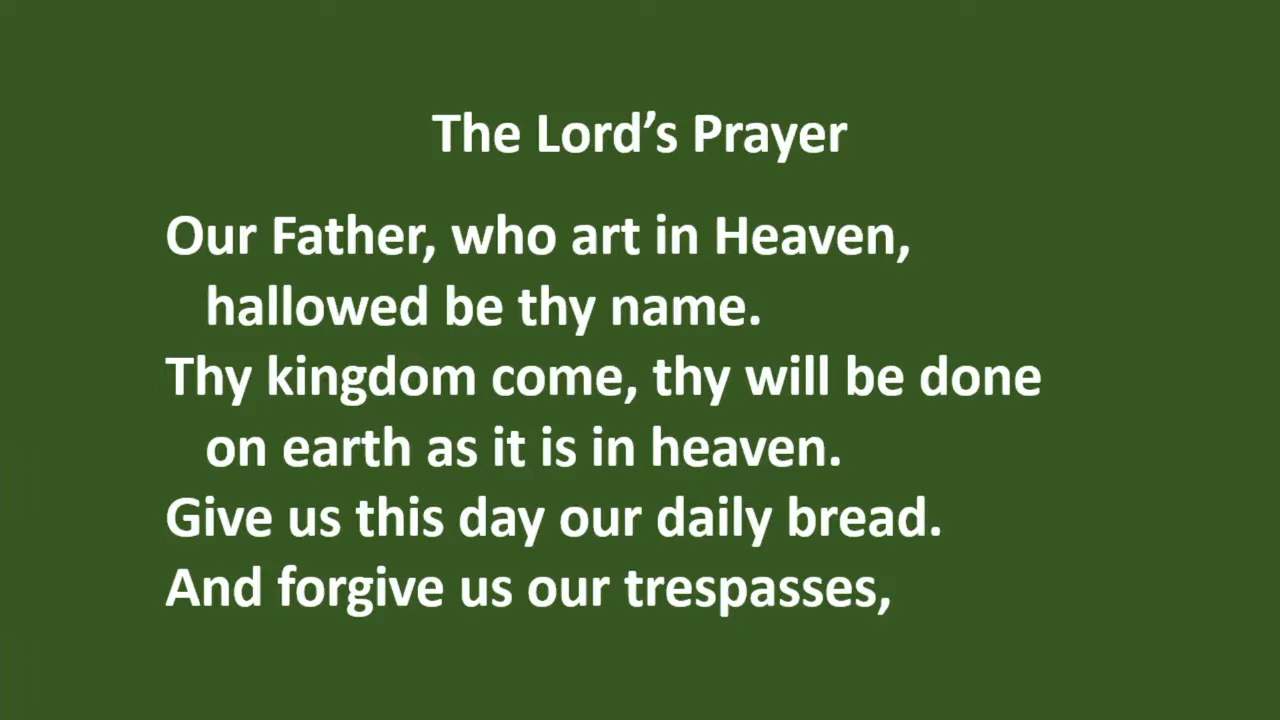 The Lord’s Prayer
Our Father, who art in Heaven,
hallowed be thy name.
Thy kingdom come, thy will be done
on earth as it is in heaven.
Give us this day our daily bread.
And forgive us our trespasses,